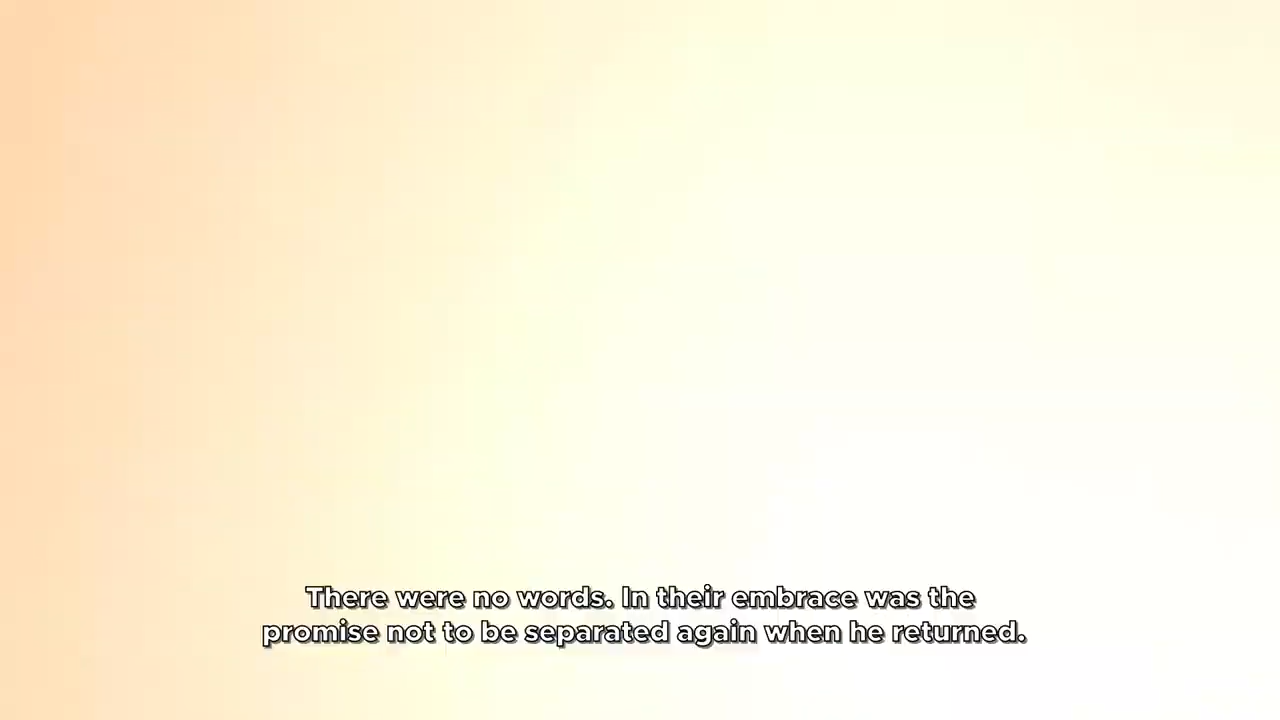 There were no words. In their embrace was the
promise not to be separated again when he returned.